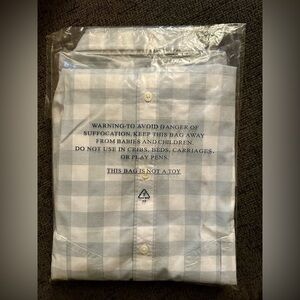 WARNING-TO AVOID DANGER OF
SUFFOCATION, KEEP THIS BAG AWAY
FROM BABIES AND CHILDREN.
DO NOT USE IN CRIBS, BEDS, CARRIAGES,
OR PLAY PENS.
THIS BAG IS NOT A TOY